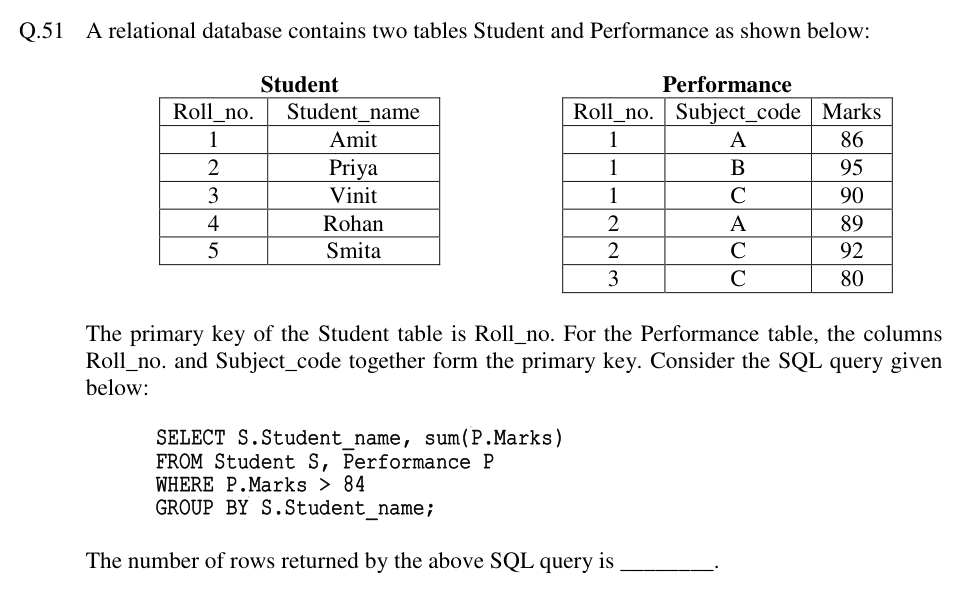 Q.51 A relational database contains two tables Student and Performance as shown below:
Student
Roll_no. Student_name
1 Amit
2 Priya
3 Vinit
4 Rohan
5 Smita
Performance
Roll_no. Subject_code Marks
1 A 86
1 B 95
1 C 90
2 A 89
2 C 92
3 C 80
The primary key of the Student table is Roll_no. For the Performance table, the columns
Roll_no. and Subject_code together form the primary key. Consider the SQL query given
below:
SELECT S.Student_name, sum(P.Marks)
FROM Student S, Performance P
WHERE P.Marks > 84
GROUP BY S.Student_name;
The number of rows returned by the above SQL query is ________.